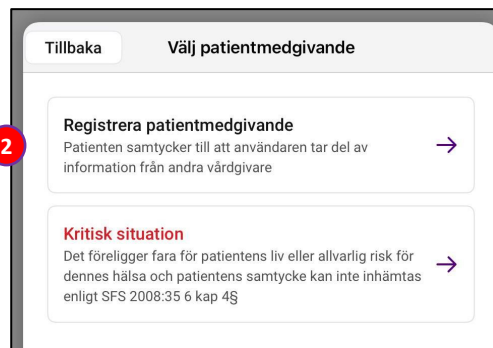 Tillbaka Välj patientmedgivande
Registrera patientmedgivande
2 Patienten samtycker till att användaren tar del av
information från andra vårdgivare
Kritisk situation
Det föreligger fara för patientens liv eller allvarlig risk för
dennes hälsa och patientens samtycke kan inte inhämtas
enligt SFS 2008:35 6 kap 4§